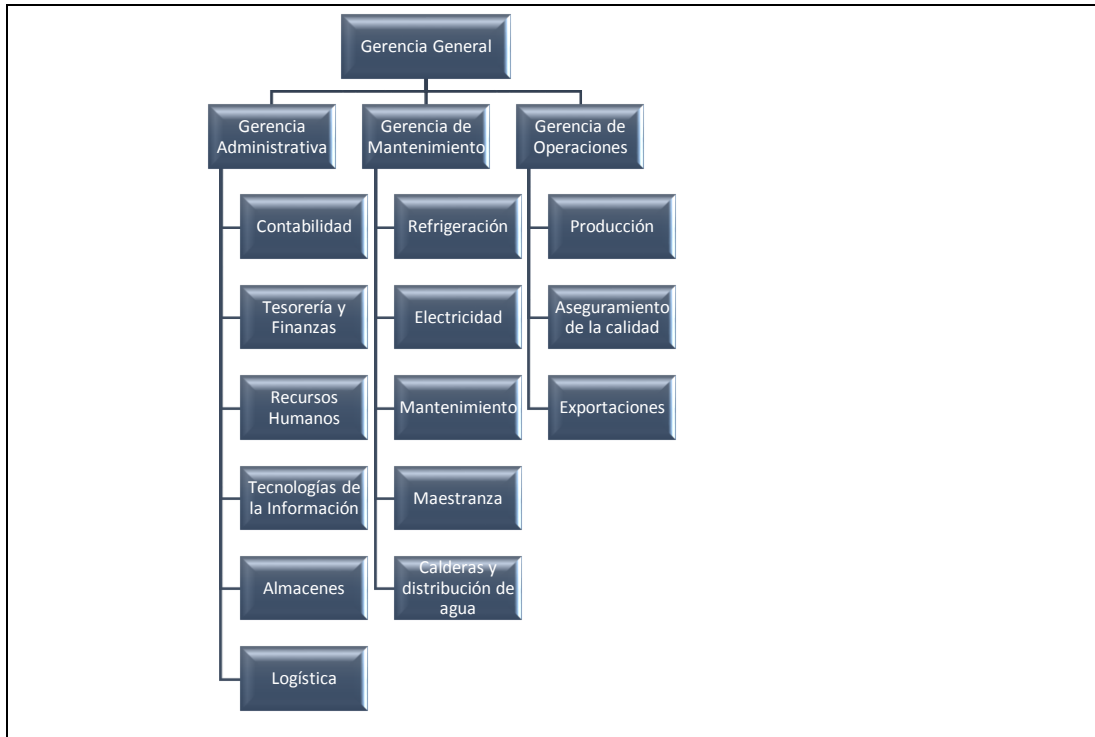 Gerencia General
Gerencia
Administrativa
Contabilidad
Tesorería y
Finanzas
Recursos
Humanos
Tecnologías de
la Información
Almacenes
Logística
Gerencia de
Mantenimiento
Refrigeración
Electricidad
Mantenimiento
Maestranza
Calderas y
distribución de
agua
Gerencia de
Operaciones
Producción
Aseguramiento
de la calidad
Exportaciones